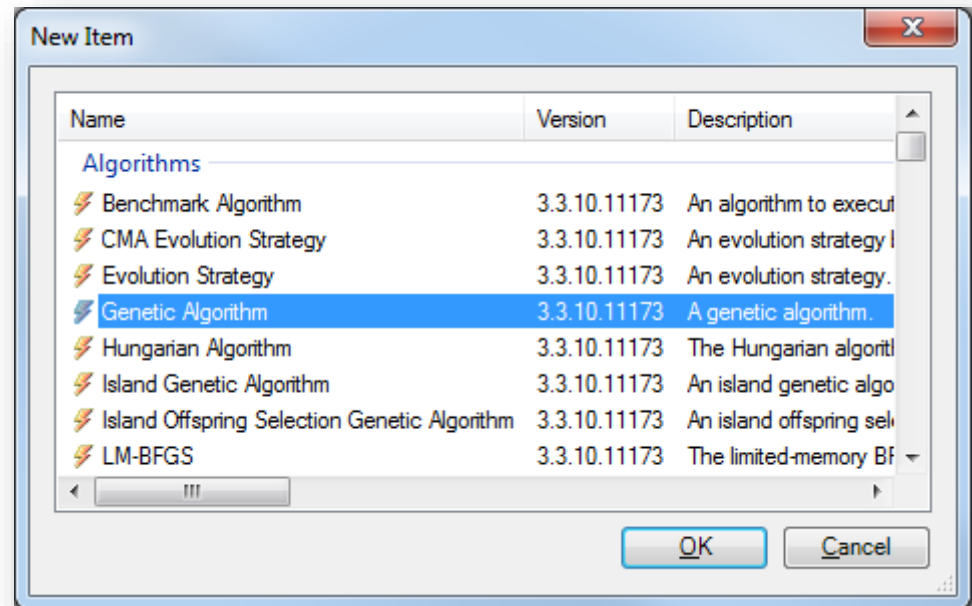 New Item
Name Version Description
Algorithms
Benchmark Algorithm 3.3.10.11173 An algorithm to execut
CMA Evolution Strategy 3.3.10.11173 An evolution strategy
Evolution Strategy 3.3.10.11173 An evolution strategy.
Genetic Algorithm 3.3.10.11173 A genetic algorithm.
Hungarian Algorithm 3.3.10.11173 The Hungarian algorit
Island Genetic Algorithm 3.3.10.11173 An island genetic algo
Island Offspring Selection Genetic Algorithm 3.3.10.11173 An island offspring sel
LM-BFGS 3.3.10.11173 The limited-memory BF
OK Cancel